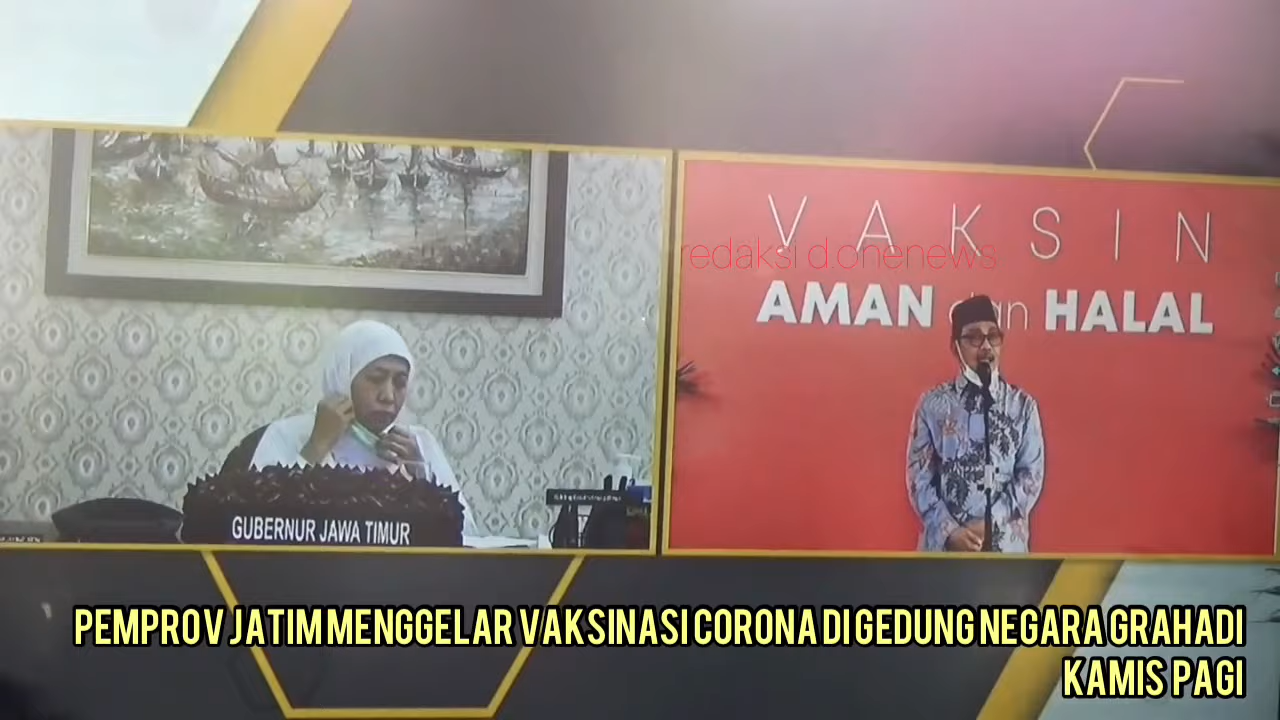 VAKSIN
redaksi d.onenews
AMAN dan HALAL
GUBERNUR JAWA TIMUR
PEMPROV JATIM MENGGELAR VAKSINASI CORONA DI GEDUNG NEGARA GRAHADI
KAMIS PAGI